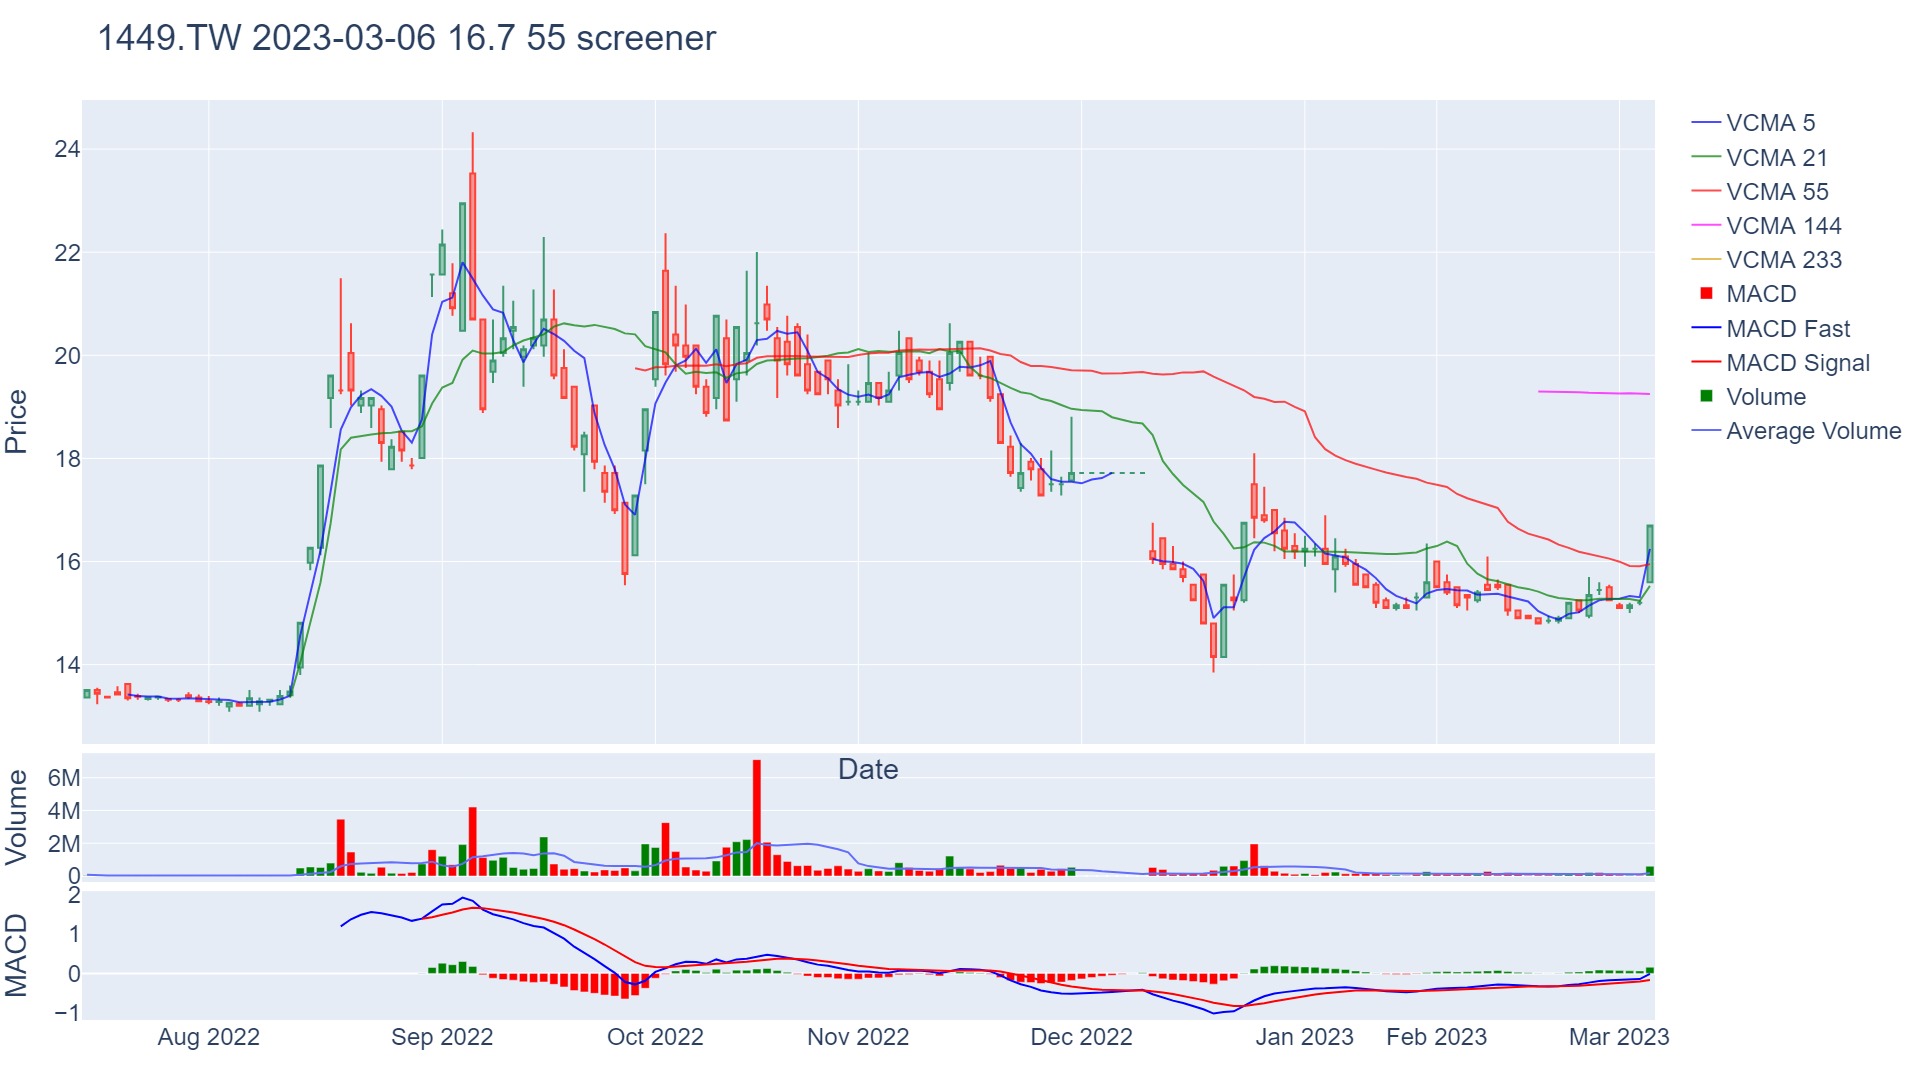 1449.TW 2023-03-06 16.7 55 screener
VCMA 5
VCMA 21
VCMA 55
VCMA 144
VCMA 233
MACD
MACD Fast
MACD Signal
Volume
Average Volume
Price
24
22
20
18
16
14
Date
Volume
6M
4M
2M
0
MACD
2
1
0
−1
Aug 2022
Sep 2022
Oct 2022
Nov 2022
Dec 2022
Jan 2023
Feb 2023
Mar 2023